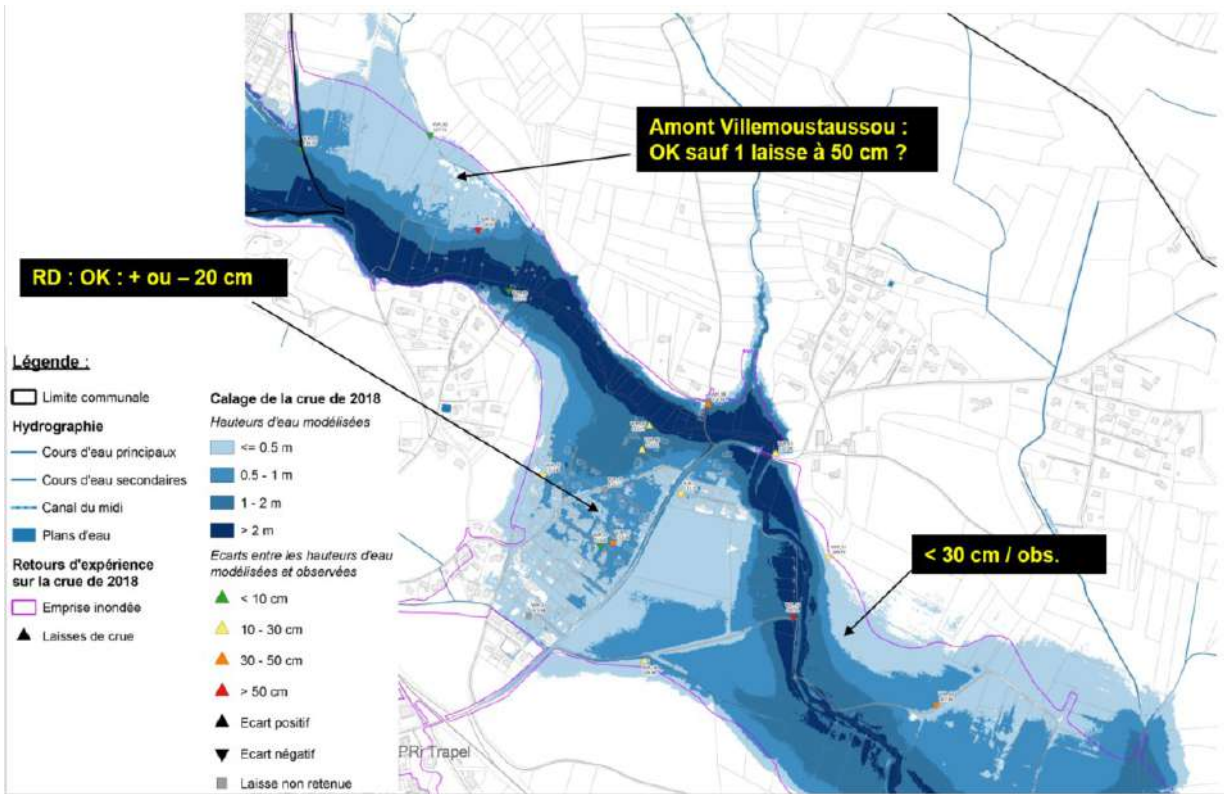 Amont Villemoustaussou :
OK sauf 1 laisse à 50 cm ?
RD : OK : + ou – 20 cm
< 30 cm / obs.
Légende :
Limite communale
Hydrographie
Cours d'eau principaux
Cours d'eau secondaires
Canal du midi
Plans d'eau
Retours d'expérience
sur la crue de 2018
Emprise inondée
Laisses de crue
Calage de la crue de 2018
Hauteurs d'eau modélisées
<= 0.5 m
0.5 - 1 m
1 - 2 m
> 2 m
Ecarts entre les hauteurs d'eau
modélisées et observées
< 10 cm
10 - 30 cm
30 - 50 cm
> 50 cm
Ecart positif
Ecart négatif
Laisse non retenue
PRi Trapel